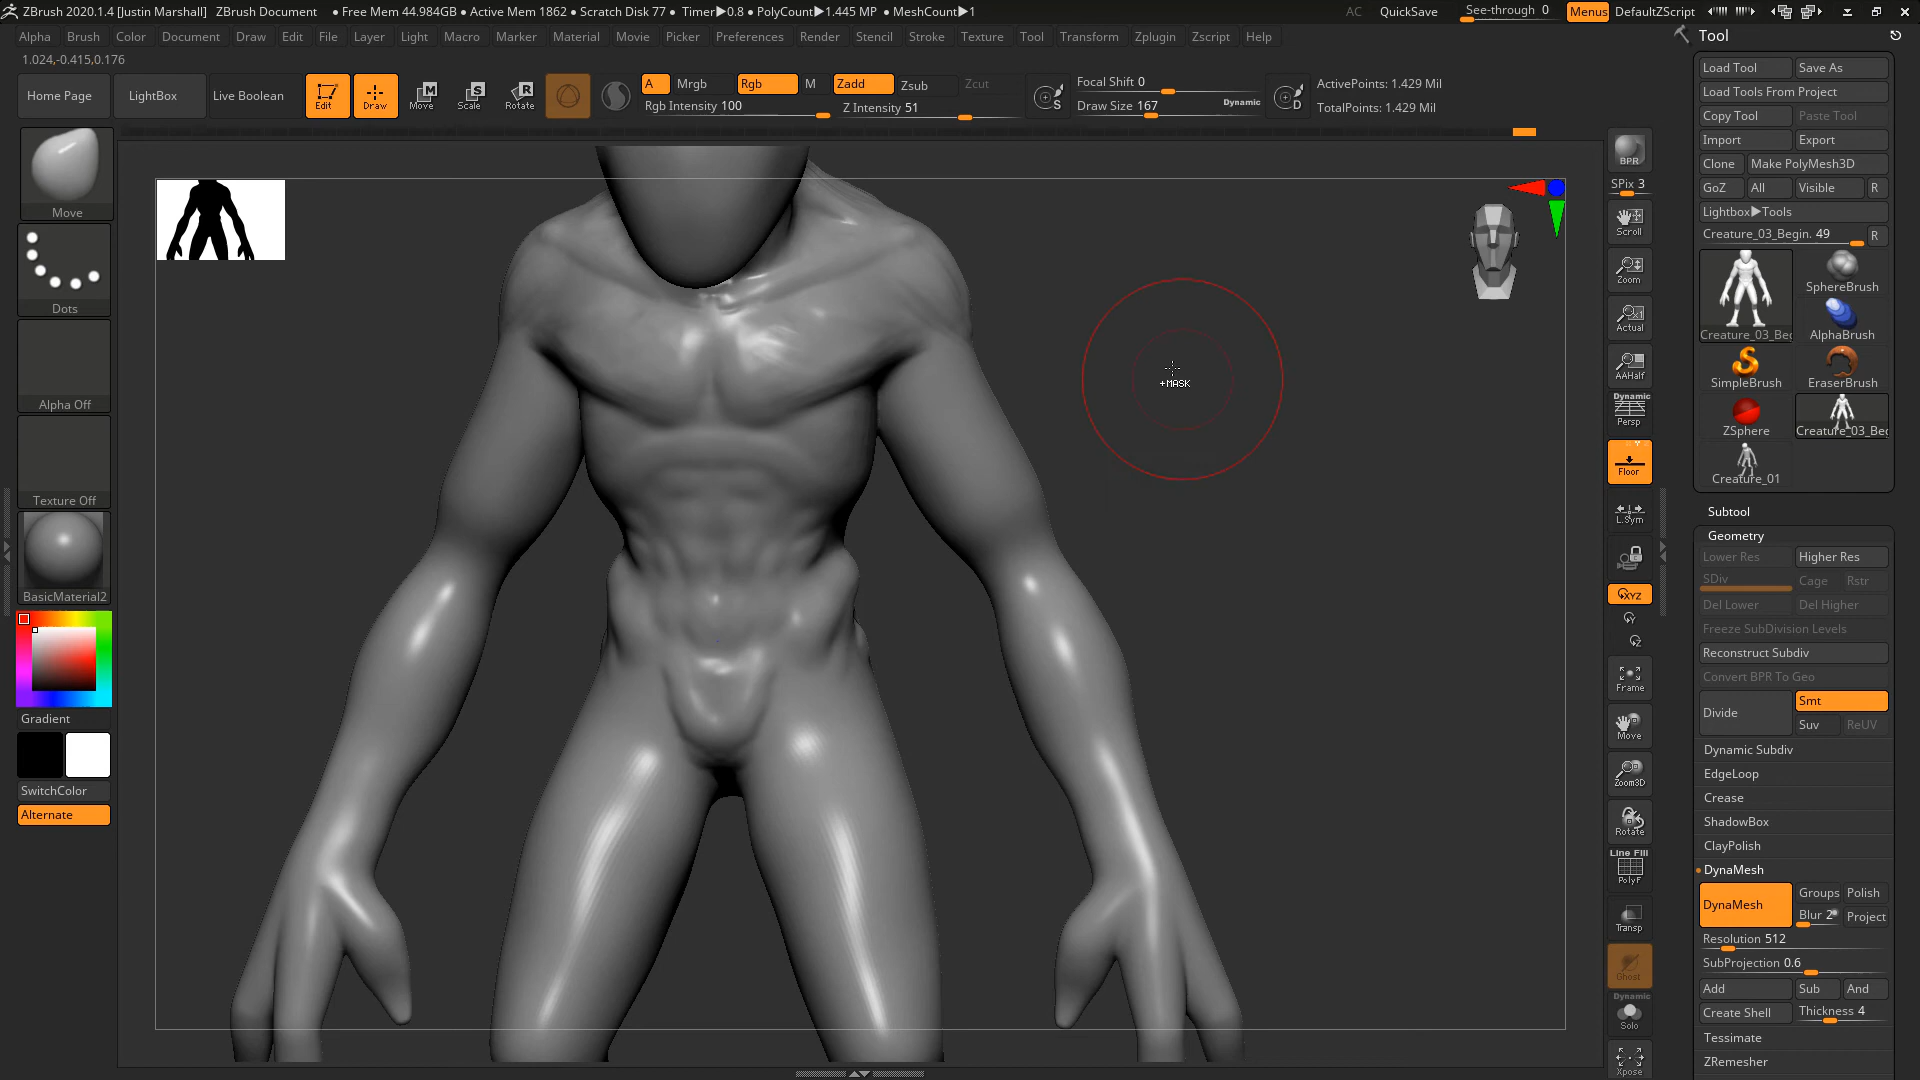 ZBrush 2020.1.4 [Justin Marshall] ZBrush Document • Free Mem 44.984GB • Active Mem 1862 • Scratch Disk 77 • Timer▶0.8 • PolyCount▶1.445 MP • MeshCount▶1 AC QuickSave See-through 0 Menus DefaultZScript
Alpha Brush Color Document Draw Edit File Layer Light Macro Marker Material Movie Picker Preferences Render Stencil Stroke Texture Tool Transform Zplugin Zscript Help
1.024,-0.415,0.176
Home Page LightBox Live Boolean Edit Draw Move Scale Rotate
A Mrgb Rgb M Zadd Zsub Zcut
Rgb Intensity 100 Z Intensity 51
S Focal Shift 0
Draw Size 167 Dynamic D
ActivePoints: 1.429 Mil
TotalPoints: 1.429 Mil
Move
Dots
Alpha Off
Texture Off
BasicMaterial2
Gradient
SwitchColor
Alternate
+MASK
BPR
SPix 3
Scroll
Zoom
Actual
AAHalf
Dynamic
Persp
Floor
L.Sym
XYZ
Y
Z
Frame
Move
Zoom3D
Rotate
Line Fill
PolyF
Transp
Ghost
Dynamic
Solo
Xpose
Tool
Load Tool Save As
Load Tools From Project
Copy Tool Paste Tool
Import Export
Clone Make PolyMesh3D
GoZ All Visible R
Lightbox▶Tools
Creature_03_Begin. 49 R
Creature_03_Bec
SphereBrush
AlphaBrush
SimpleBrush EraserBrush
ZSphere Creature_03_Bec
Creature_01
Subtool
Geometry
Lower Res Higher Res
SDiv Cage Rstr
Del Lower Del Higher
Freeze SubDivision Levels
Reconstruct Subdiv
Convert BPR To Geo
Divide Smt
Suv ReUV
Dynamic Subdiv
EdgeLoop
Crease
ShadowBox
ClayPolish
DynaMesh
DynaMesh Groups Polish
Blur 2 Project
Resolution 512
SubProjection 0.6
Add Sub And
Create Shell Thickness 4
Tessimate
ZRemesher